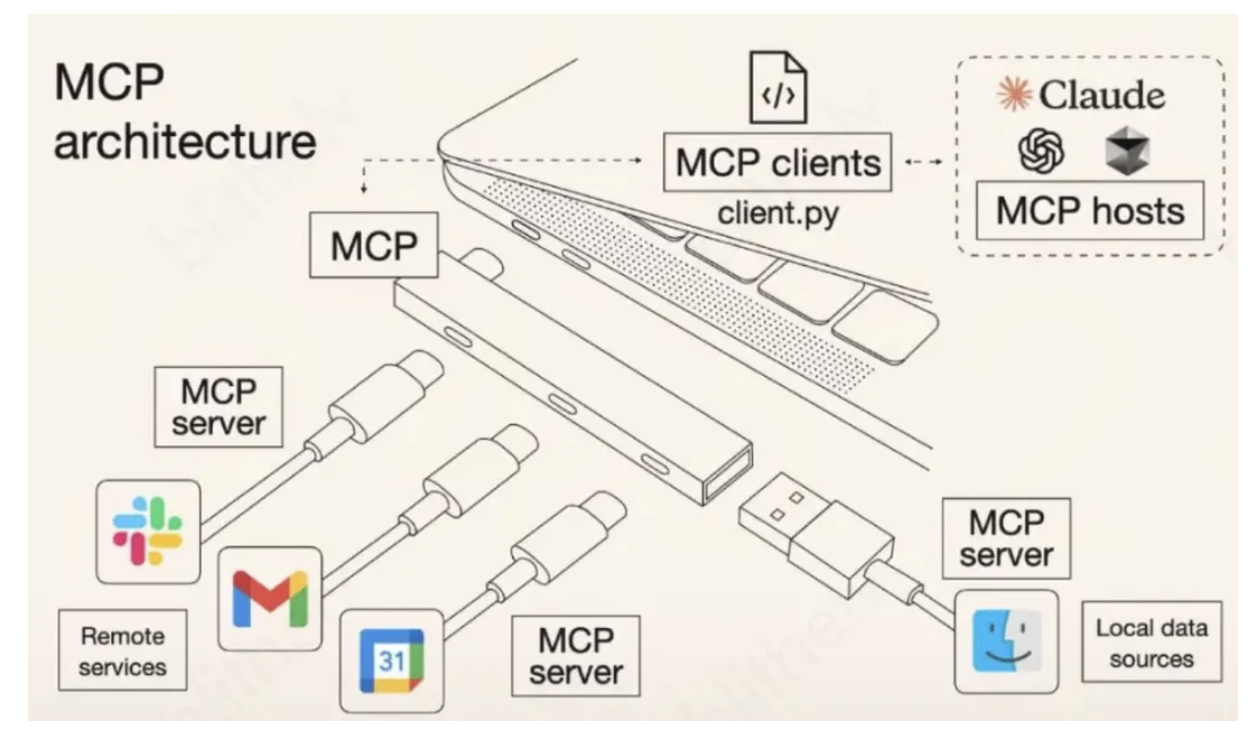 MCP
architecture
</>
MCP clients
client.py
Claude
MCP hosts
MCP
MCP
server
Remote
services
31
MCP
server
MCP
server
Local data
sources